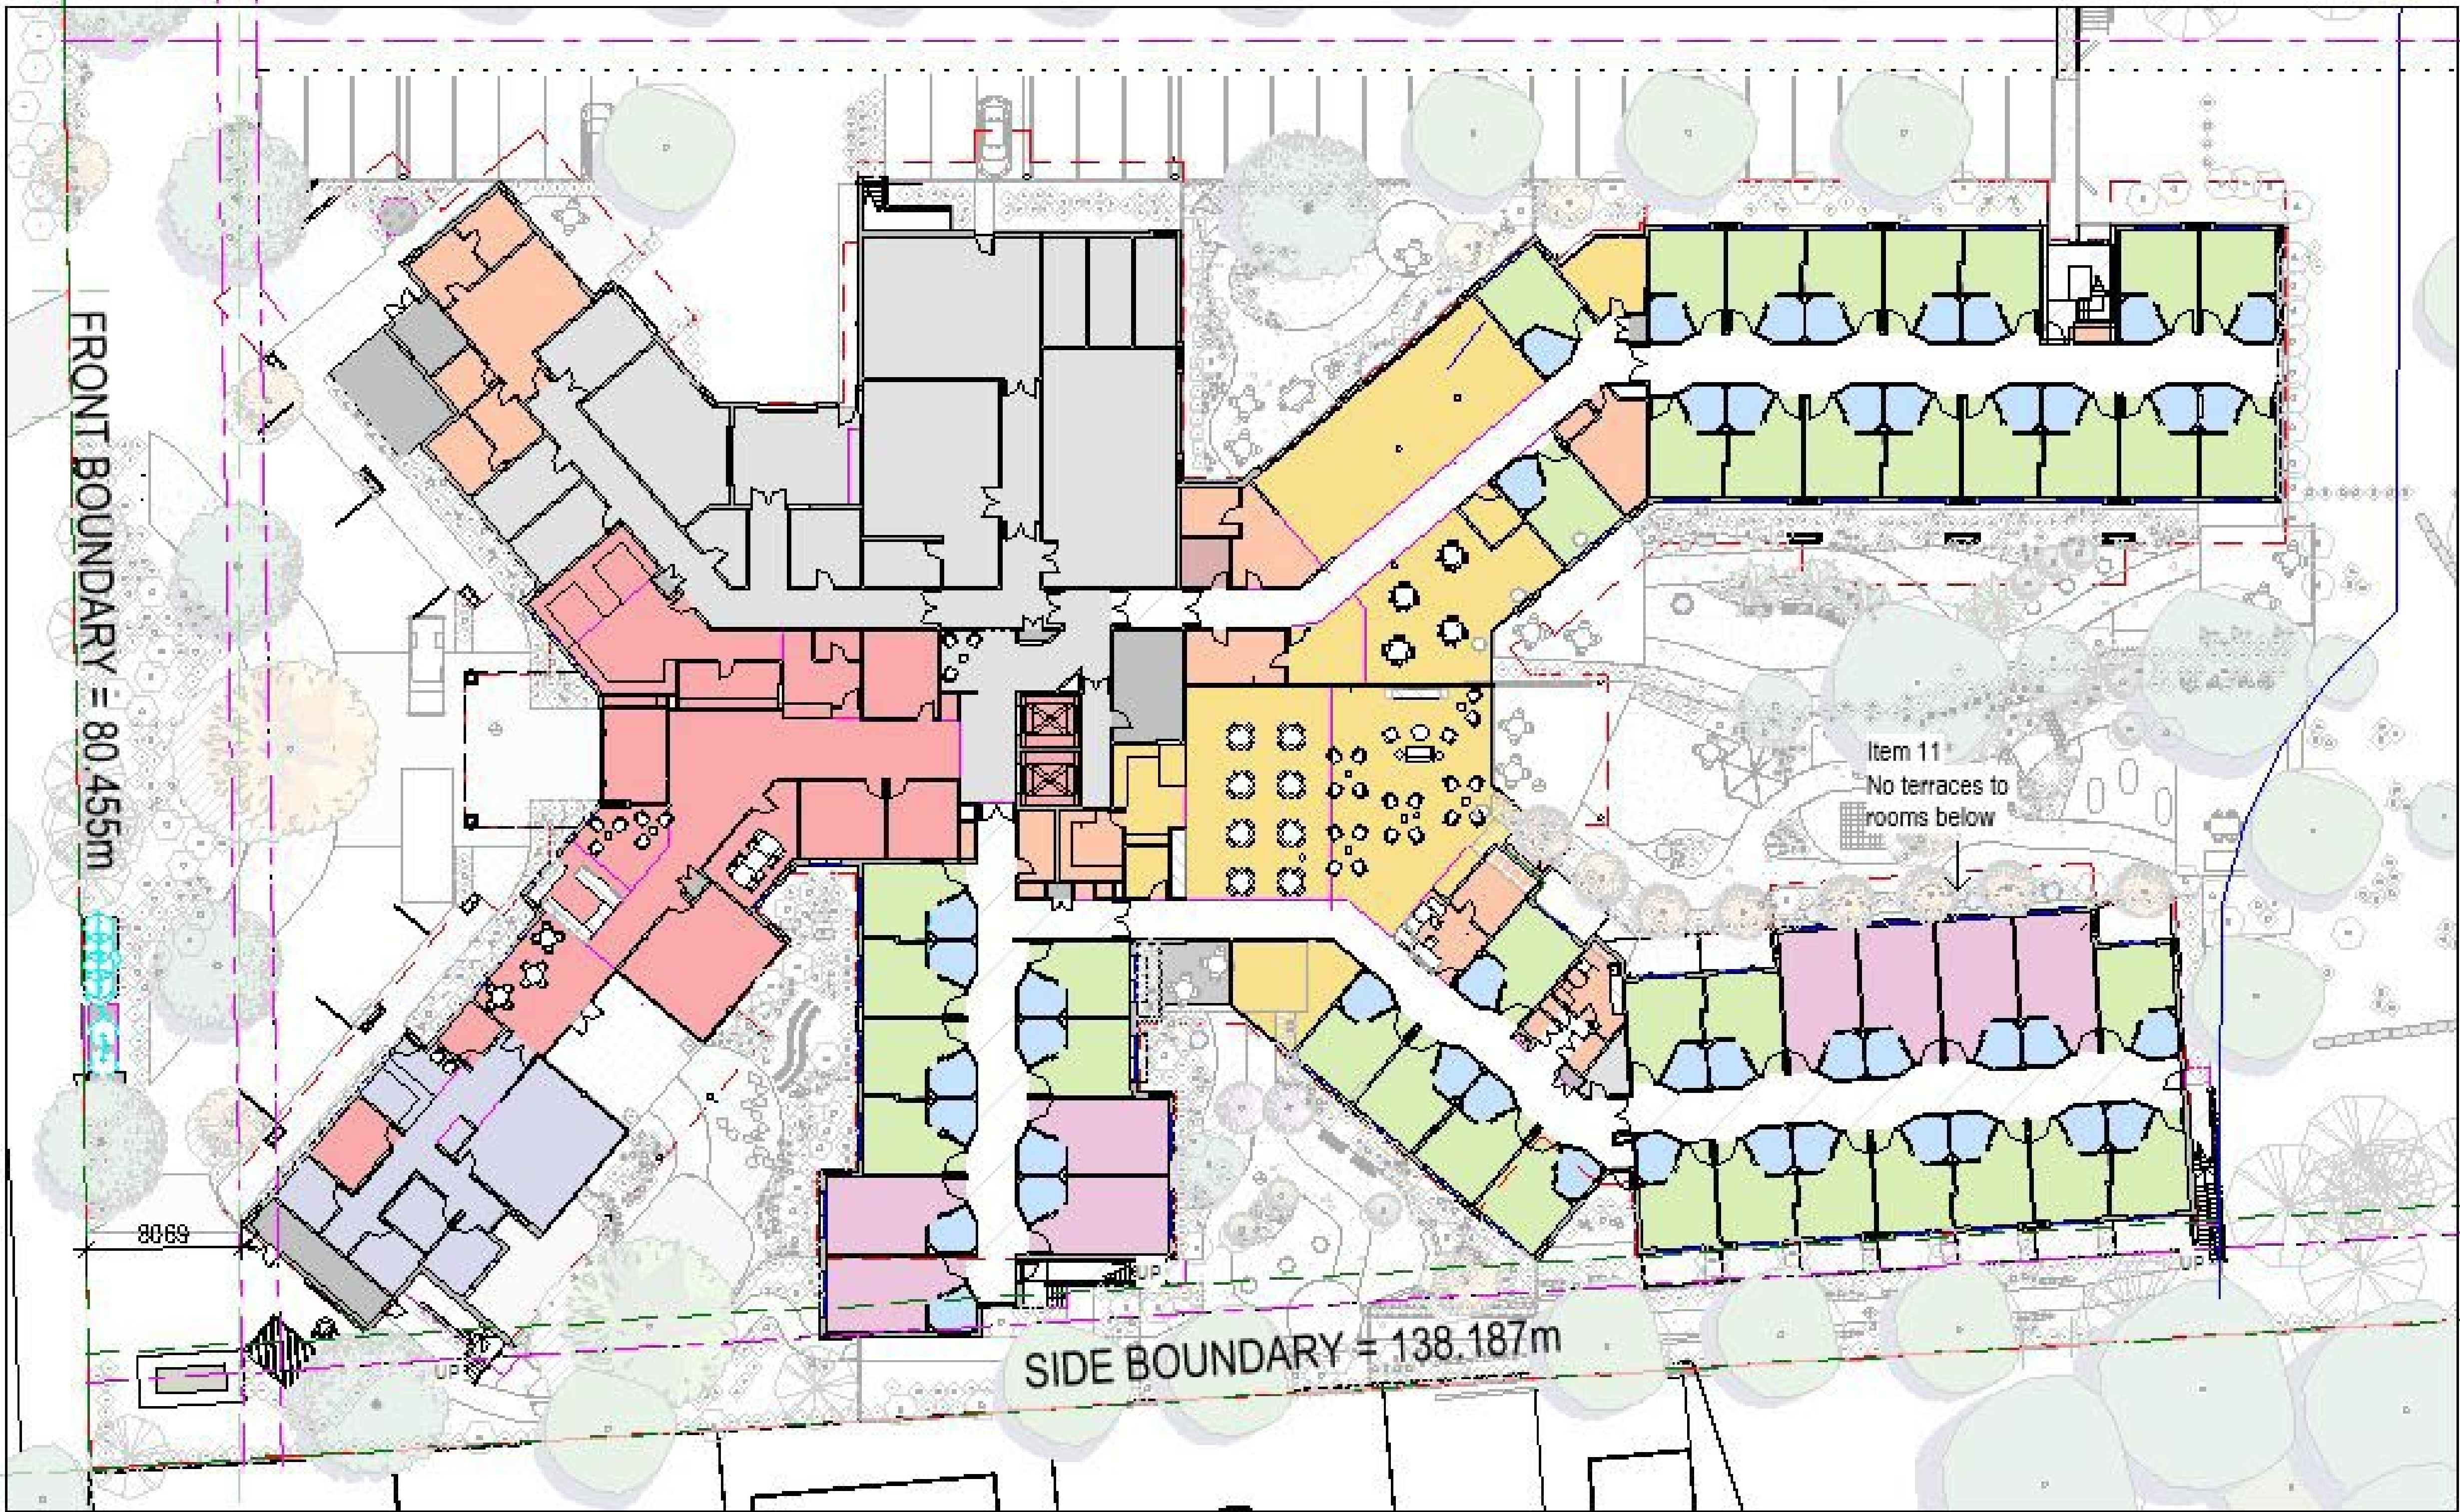 FRONT BOUNDARY = 80.455m
Item 11
No terraces to
rooms below
8069
UP
UP
UP
SIDE BOUNDARY = 138.187m